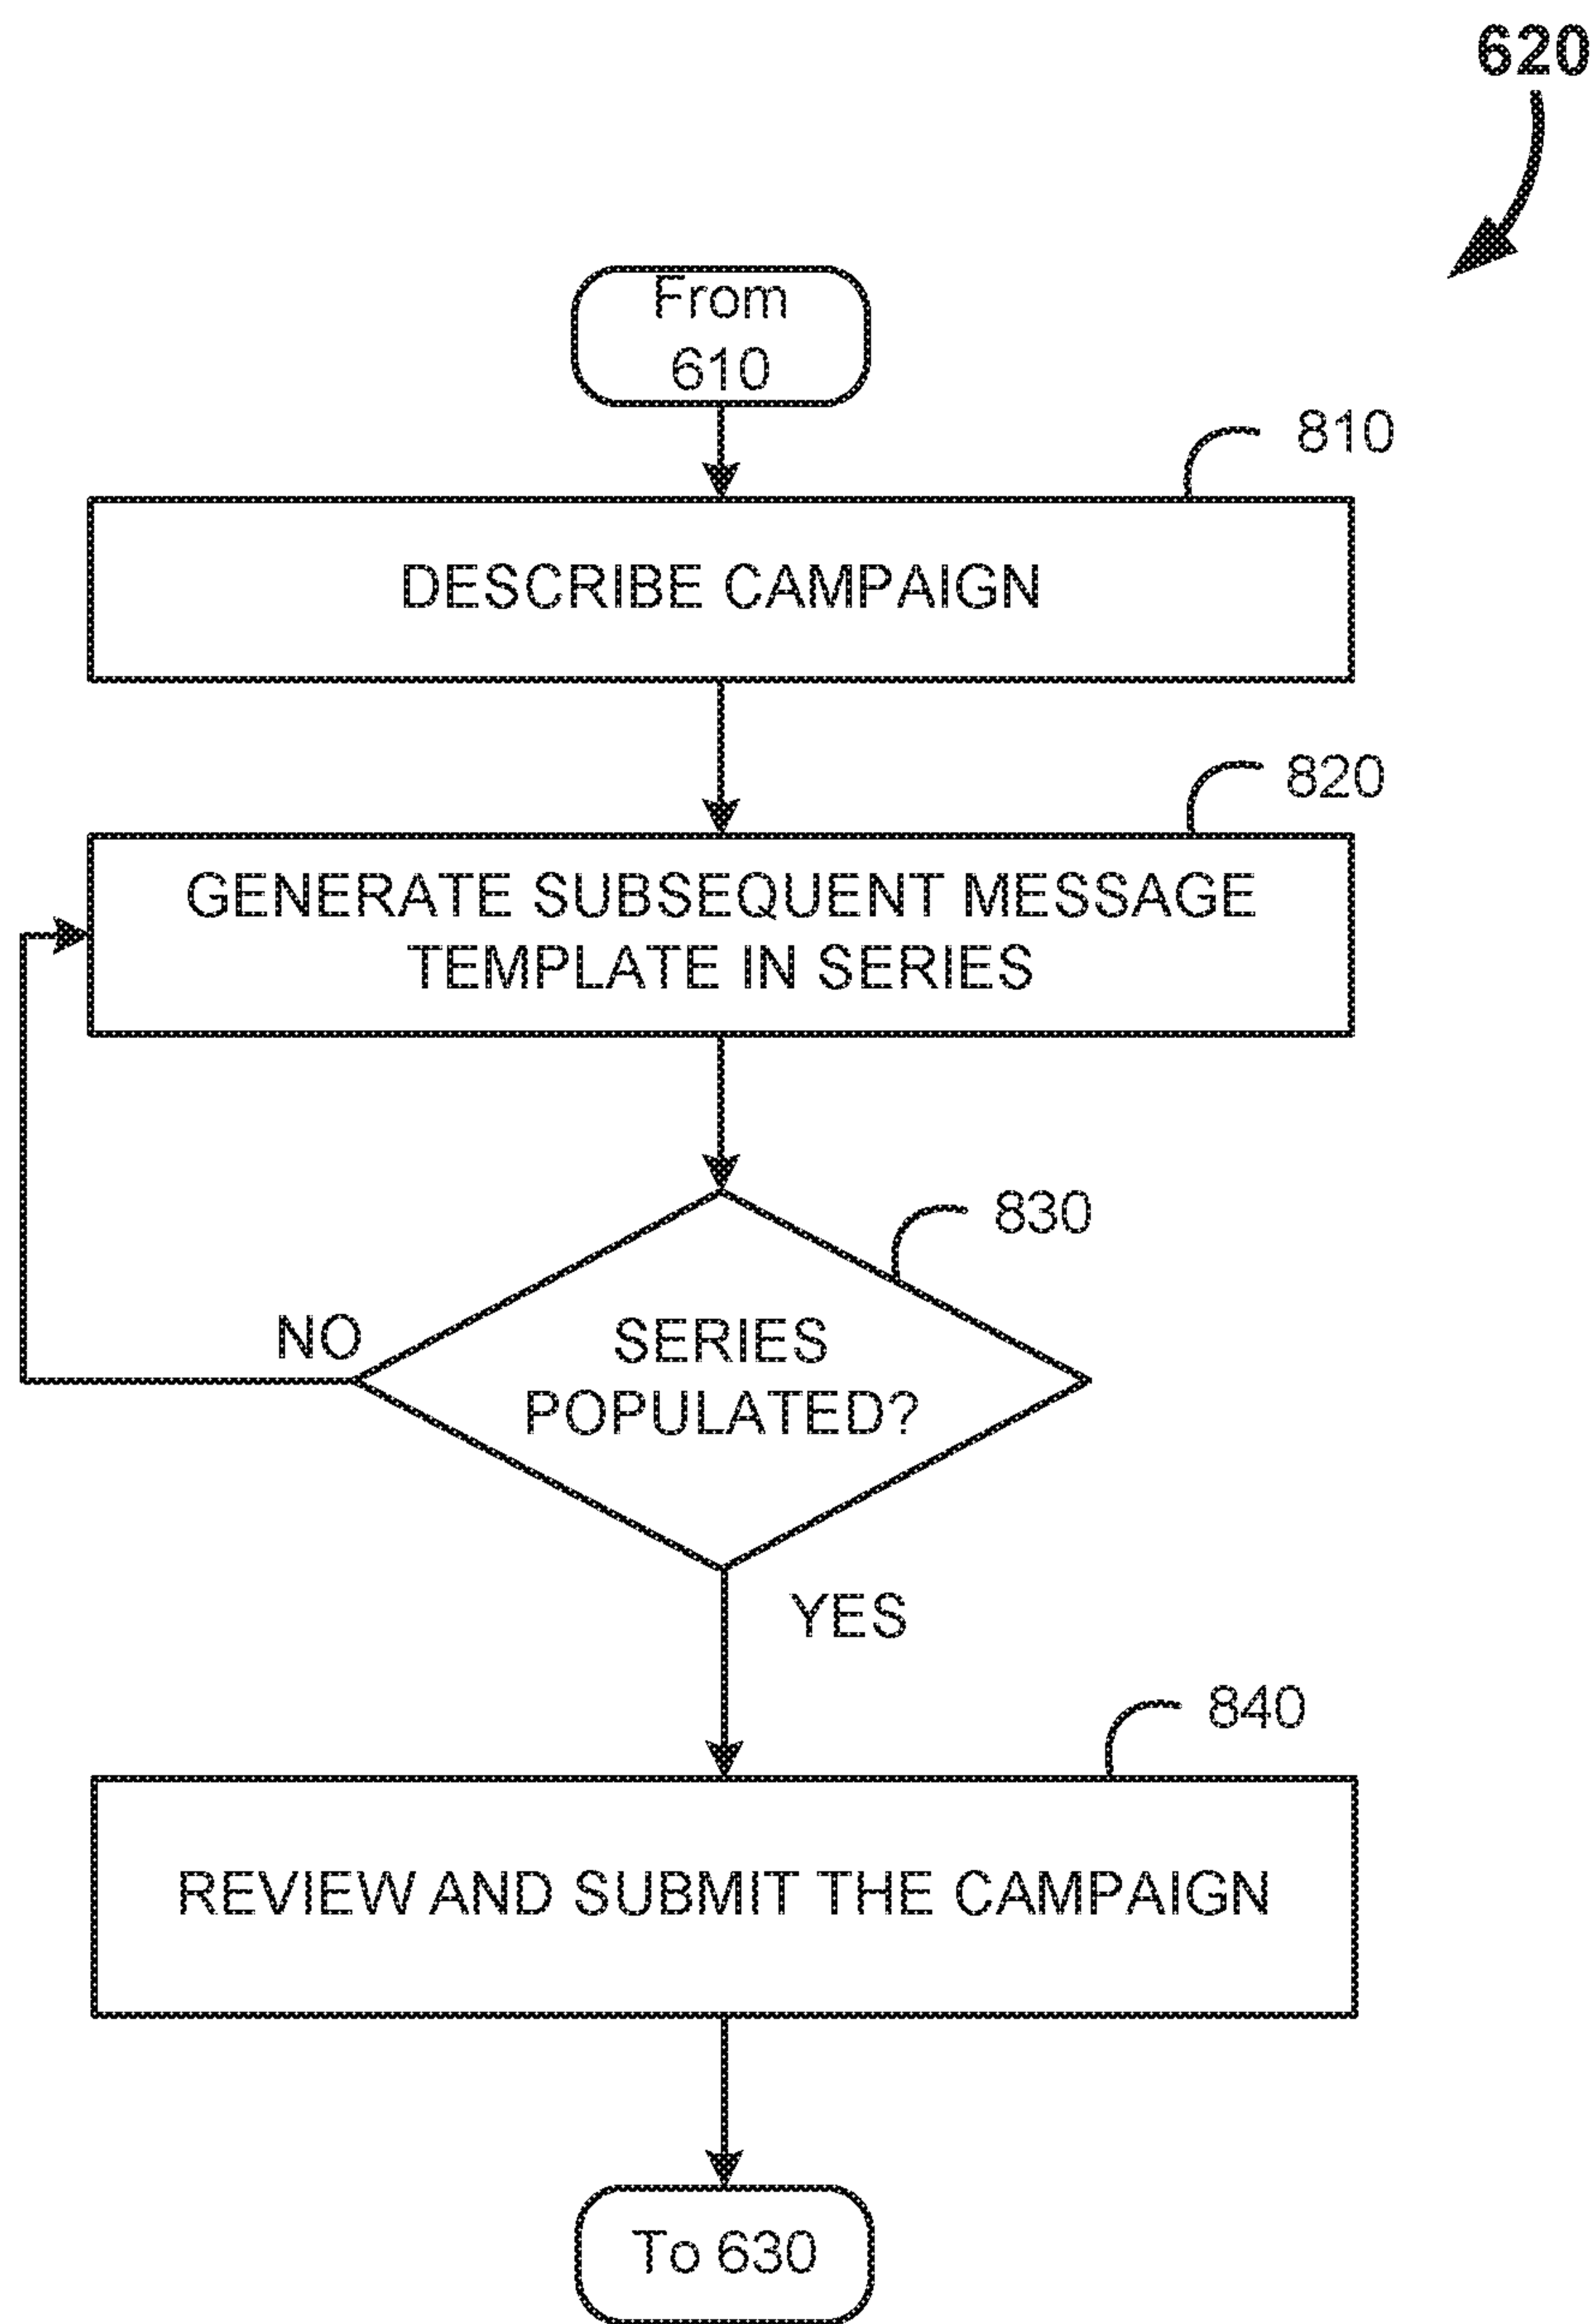 620
From
610
810
DESCRIBE CAMPAIGN
820
GENERATE SUBSEQUENT MESSAGE
TEMPLATE IN SERIES
830
NO
SERIES
POPULATED?
YES
840
REVIEW AND SUBMIT THE CAMPAIGN
To 630